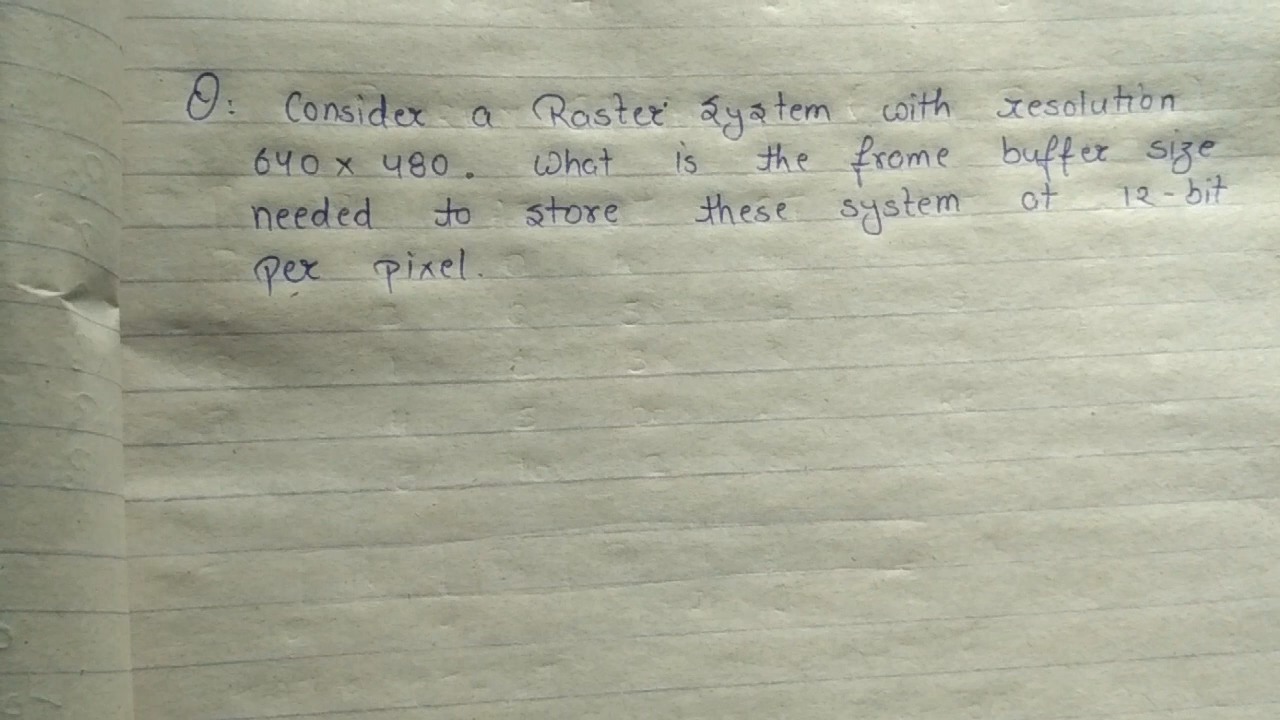 Q: Consider a Raster System with resolution
640 x 480. What is the frame buffer size
needed to store these system at 12-bit
per pixel.